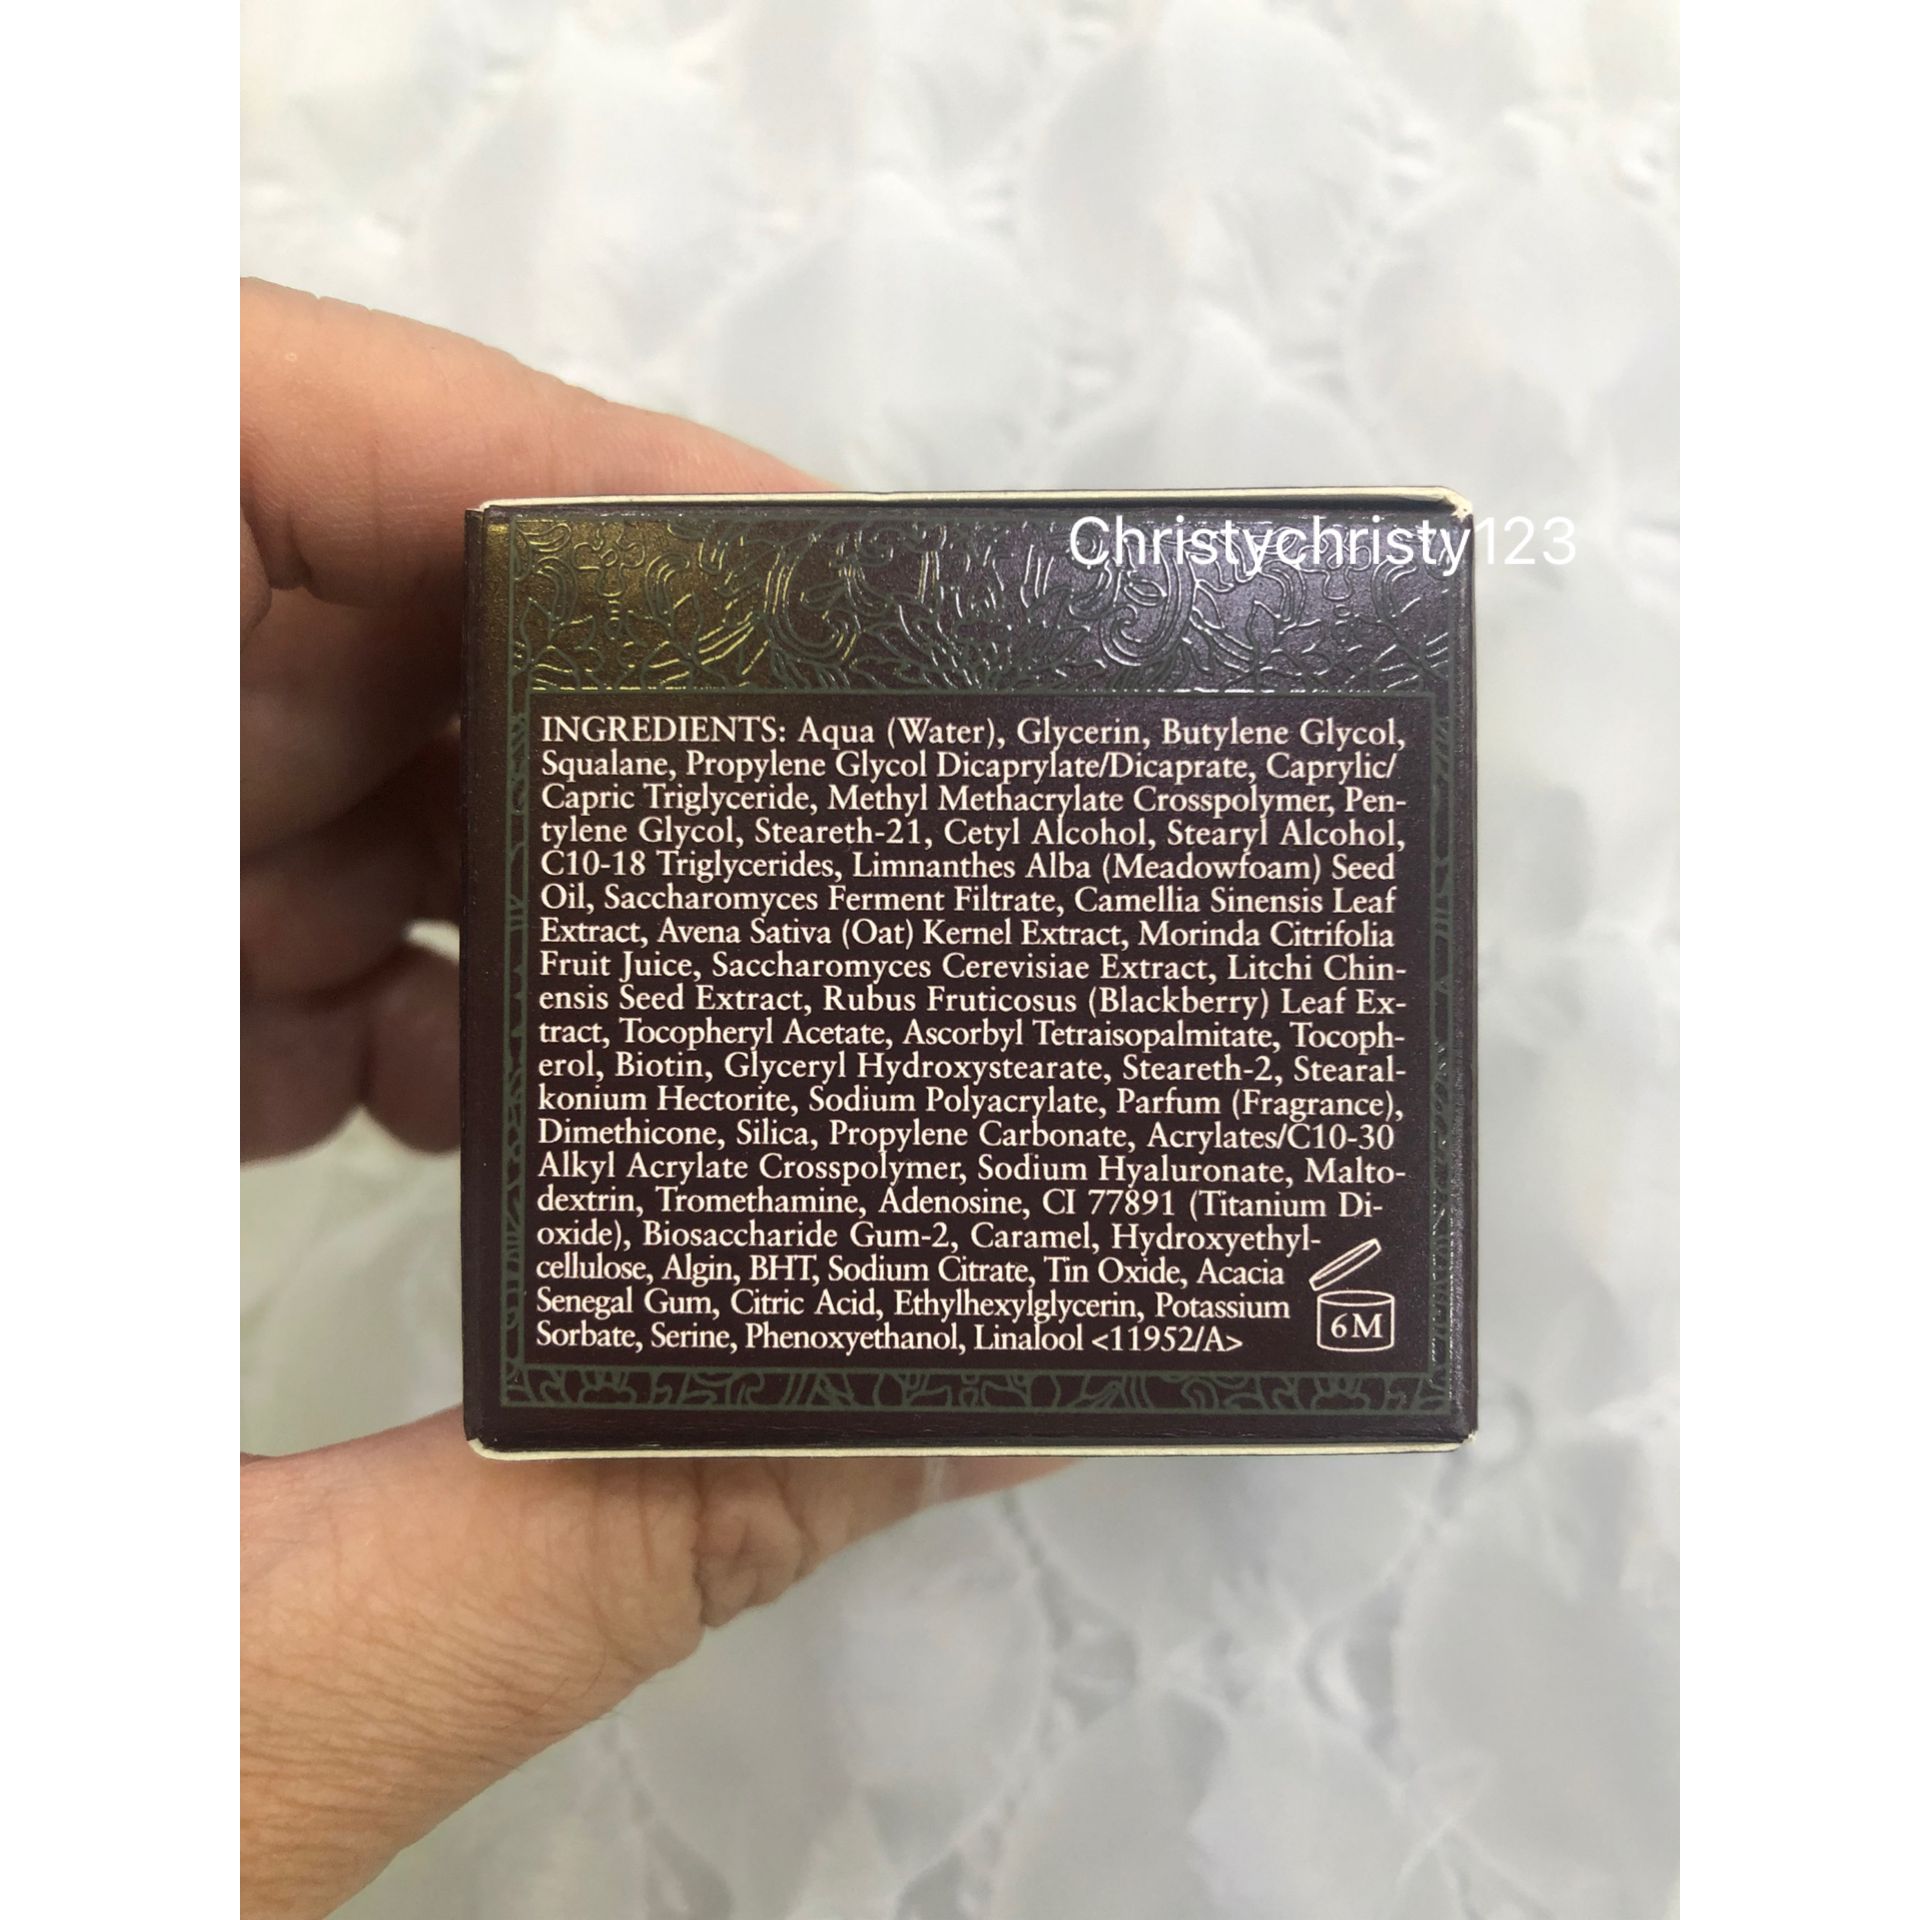 Christychristy123
INGREDIENTS: Aqua (Water), Glycerin, Butylene Glycol,
Squalane, Propylene Glycol Dicaprylate/Dicaprate, Caprylic/
Capric Triglyceride, Methyl Methacrylate Crosspolymer, Pen-
tylene Glycol, Steareth-21, Cetyl Alcohol, Stearyl Alcohol,
C10-18 Triglycerides, Limnanthes Alba (Meadowfoam) Seed
Oil, Saccharomyces Ferment Filtrate, Camellia Sinensis Leaf
Extract, Avena Sativa (Oat) Kernel Extract, Morinda Citrifolia
Fruit Juice, Saccharomyces Cerevisiae Extract, Litchi Chin-
ensis Seed Extract, Rubus Fruticosus (Blackberry) Leaf Ex-
tract, Tocopheryl Acetate, Ascorbyl Tetraisopalmitate, Tocoph-
erol, Biotin, Glyceryl Hydroxystearate, Steareth-2, Stearal-
konium Hectorite, Sodium Polyacrylate, Parfum (Fragrance),
Dimethicone, Silica, Propylene Carbonate, Acrylates/C10-30
Alkyl Acrylate Crosspolymer, Sodium Hyaluronate, Malto-
dextrin, Tromethamine, Adenosine, CI 77891 (Titanium Di-
oxide), Biosaccharide Gum-2, Caramel, Hydroxyethyl-
cellulose, Algin, BHT, Sodium Citrate, Tin Oxide, Acacia
Senegal Gum, Citric Acid, Ethylhexylglycerin, Potassium
Sorbate, Serine, Phenoxyethanol, Linalool <11952/A>
6M